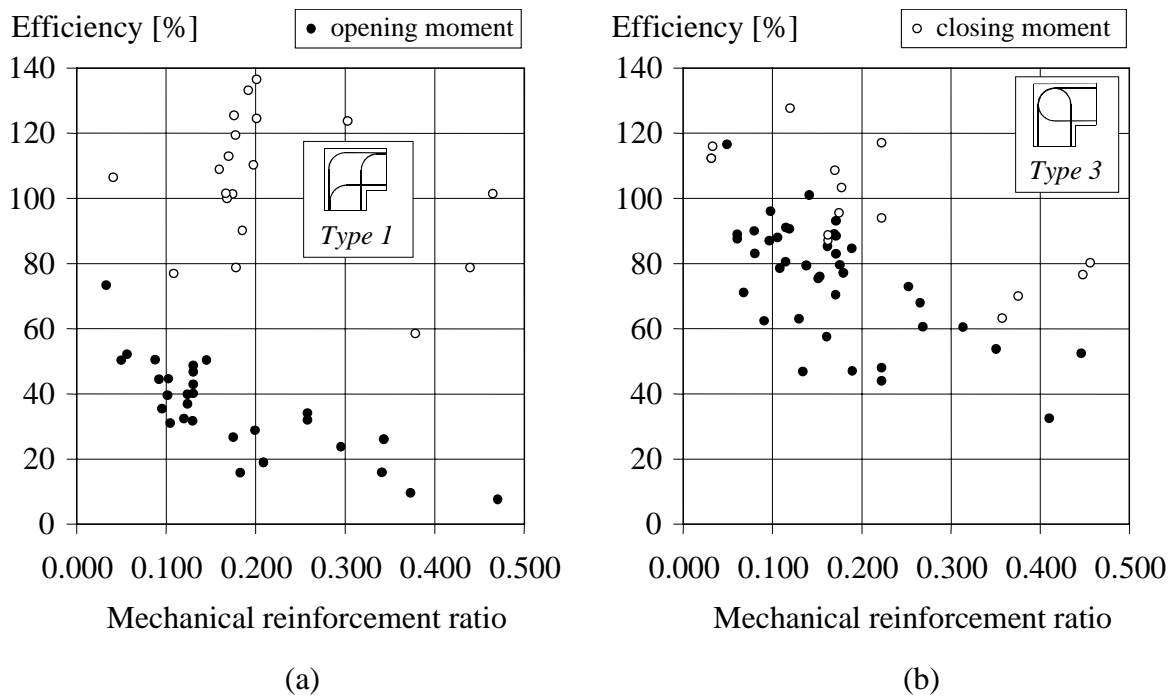 Efficiency [%]
● opening moment
140
120
100
80
60
40
20
0
Type 1
0.000 0.100 0.200 0.300 0.400 0.500
Mechanical reinforcement ratio
(a)
Efficiency [%]
○ closing moment
140
120
100
80
60
40
20
0
Type 3
0.000 0.100 0.200 0.300 0.400 0.500
Mechanical reinforcement ratio
(b)